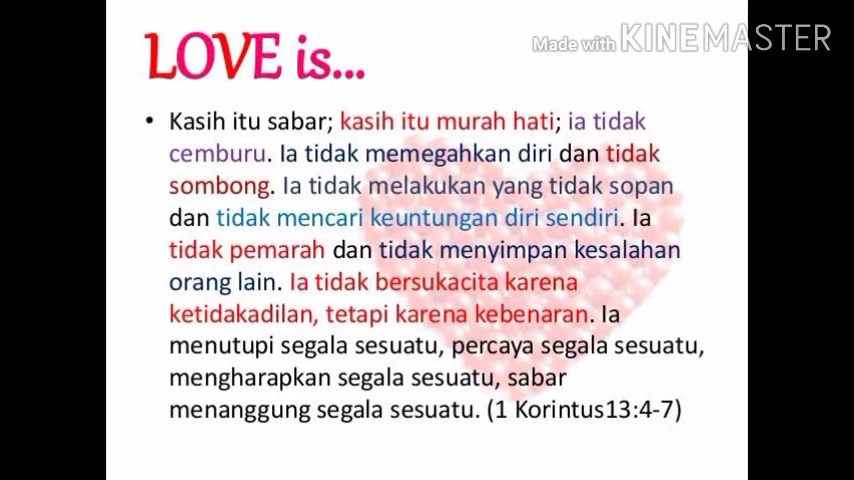 LOVE is...
Made with KINEMASTER
• Kasih itu sabar; kasih itu murah hati; ia tidak
cemburu. Ia tidak memegahkan diri dan tidak
sombong. Ia tidak melakukan yang tidak sopan
dan tidak mencari keuntungan diri sendiri. Ia
tidak pemarah dan tidak menyimpan kesalahan
orang lain. Ia tidak bersukacita karena
ketidakadilan, tetapi karena kebenaran. Ia
menutupi segala sesuatu, percaya segala sesuatu,
mengharapkan segala sesuatu, sabar
menanggung segala sesuatu. (1 Korintus13:4-7)